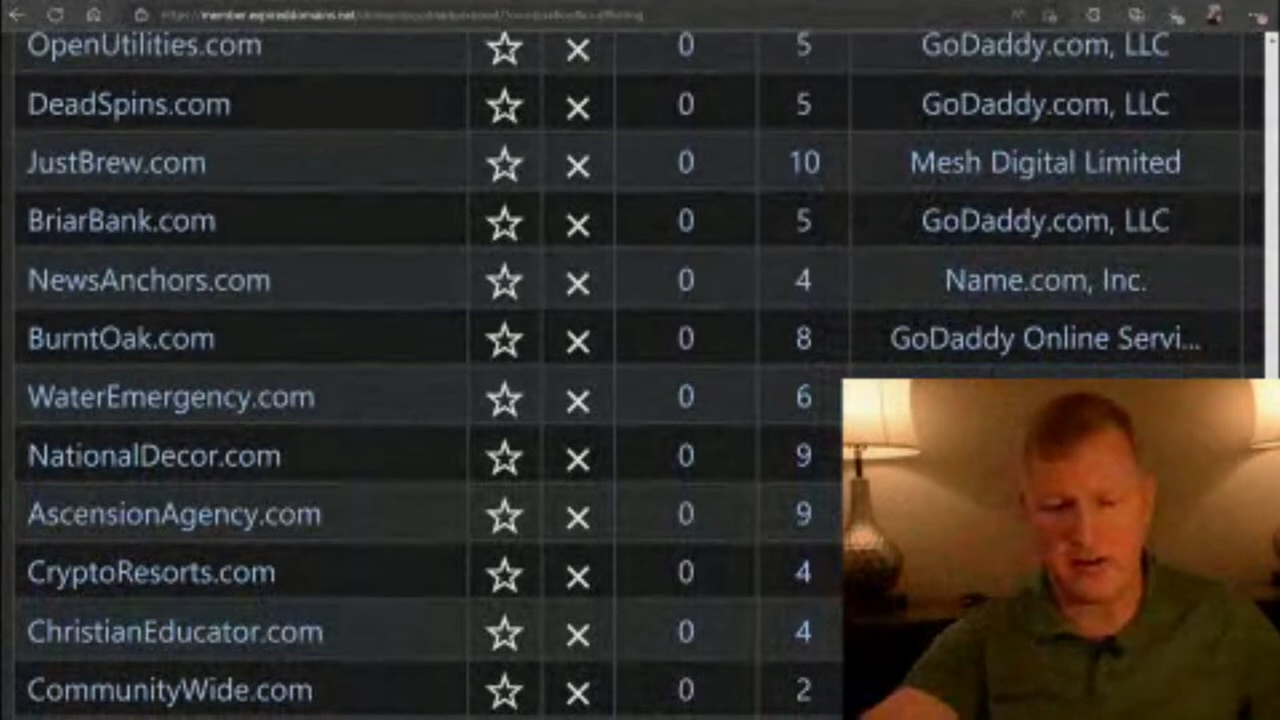 member.expireddomains.net
OpenUtilities.com 0 5 GoDaddy.com, LLC
DeadSpins.com 0 5 GoDaddy.com, LLC
JustBrew.com 0 10 Mesh Digital Limited
BriarBank.com 0 5 GoDaddy.com, LLC
NewsAnchors.com 0 4 Name.com, Inc.
BurntOak.com 0 8 GoDaddy Online Servi...
WaterEmergency.com 0 6
NationalDecor.com 0 9
AscensionAgency.com 0 9
CryptoResorts.com 0 4
ChristianEducator.com 0 4
CommunityWide.com 0 2